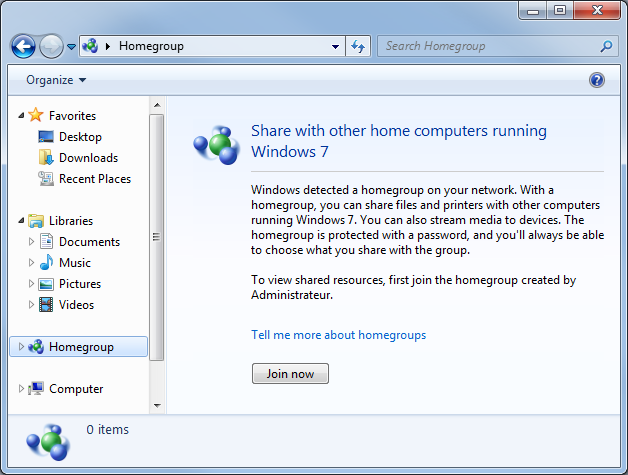 Homegroup
Search Homegroup
Organize
Favorites
Desktop
Downloads
Recent Places
Libraries
Documents
Music
Pictures
Videos
Homegroup
Computer
Share with other home computers running
Windows 7
Windows detected a homegroup on your network. With a
homegroup, you can share files and printers with other computers
running Windows 7. You can also stream media to devices. The
homegroup is protected with a password, and you'll always be able
to choose what you share with the group.
To view shared resources, first join the homegroup created by
Administrateur.
Tell me more about homegroups
Join now
0 items